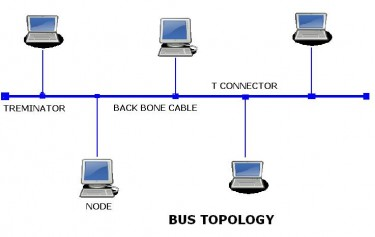 T CONNECTOR
TREMINATOR
BACK BONE CABLE
NODE
BUS TOPOLOGY